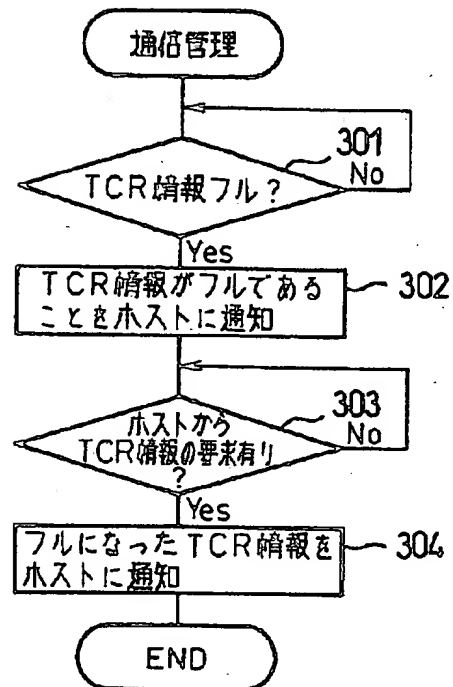 通信管理
301
TCR情報フル?
No
Yes
TCR情報がフルである
ことをホストに通知
302
303
ホストから
TCR情報の要求有り
?
No
Yes
フルになったTCR情報を
ホストに通知
304
END